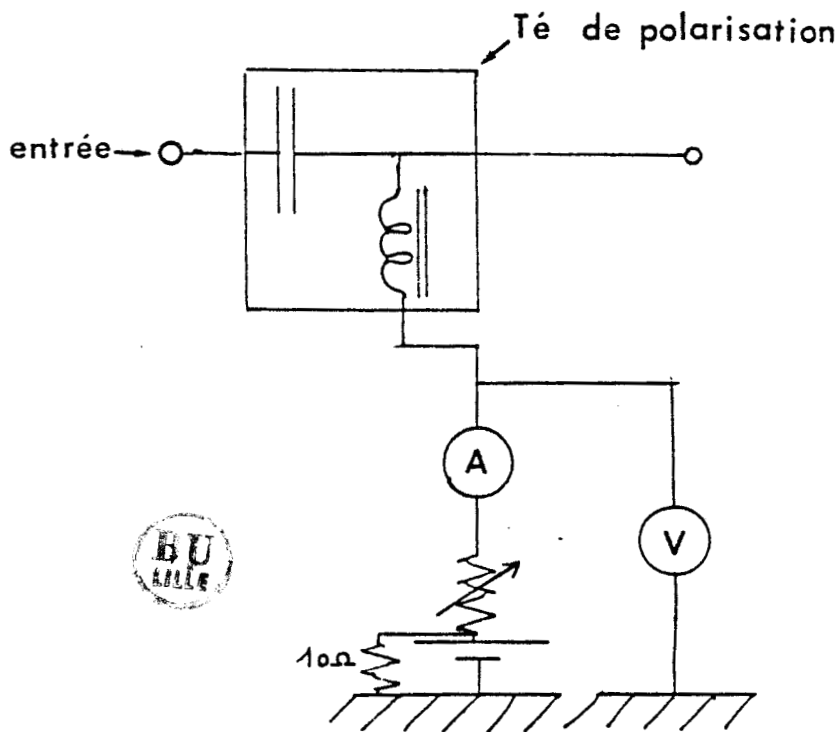 Té de polarisation
entrée
A
V
BU
LILLE
10Ω